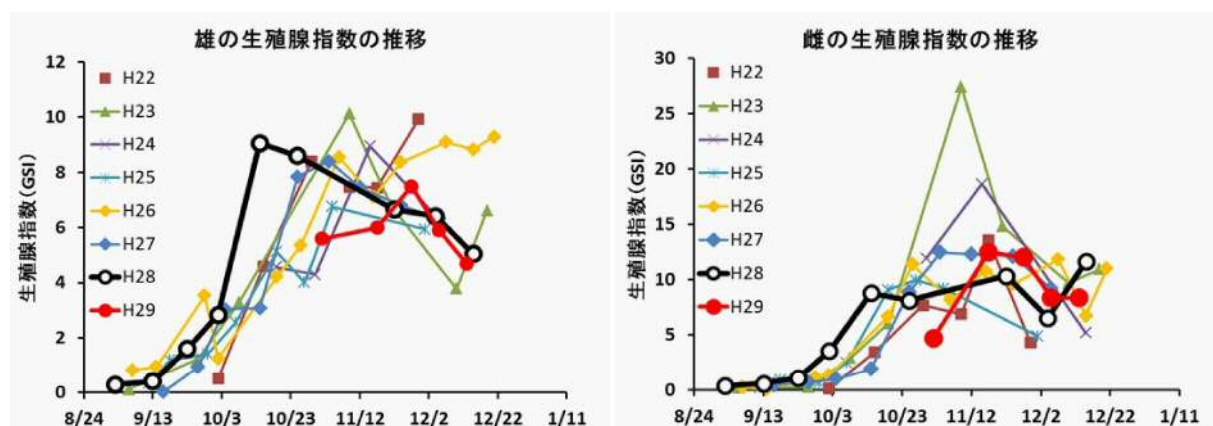 雄の生殖腺指数の推移
12
10
8
6
4
2
0
生殖腺指数(GSI)
H22
H23
H24
H25
H26
H27
H28
H29
8/24 9/13 10/3 10/23 11/12 12/2 12/22 1/11
雌の生殖腺指数の推移
30
25
20
15
10
5
0
生殖腺指数(GSI)
H22
H23
H24
H25
H26
H27
H28
H29
8/24 9/13 10/3 10/23 11/12 12/2 12/22 1/11